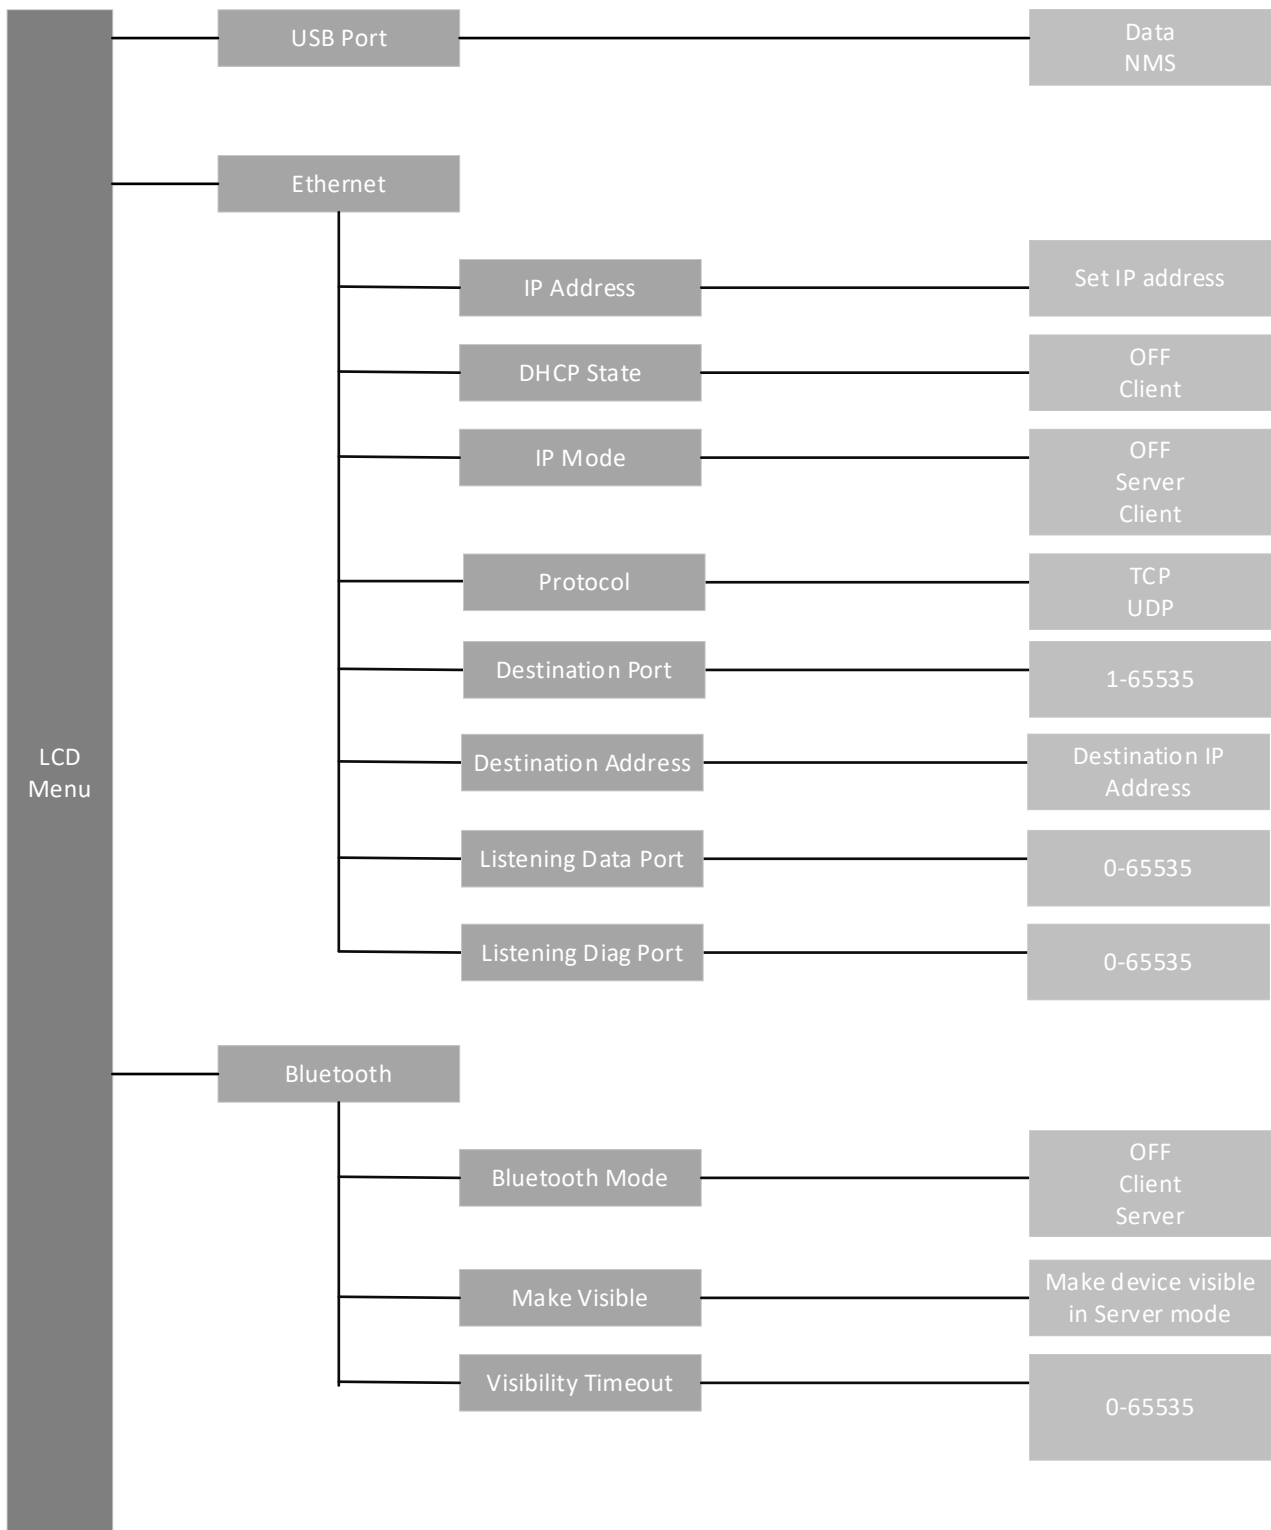 USB Port
Data
NMS
Ethernet
IP Address
Set IP address
DHCP State
OFF
Client
IP Mode
OFF
Server
Client
Protocol
TCP
UDP
Destination Port
1-65535
LCD
Menu
Destination Address
Destination IP
Address
Listening Data Port
0-65535
Listening Diag Port
0-65535
Bluetooth
Bluetooth Mode
OFF
Client
Server
Make Visible
Make device visible
in Server mode
Visibility Timeout
0-65535